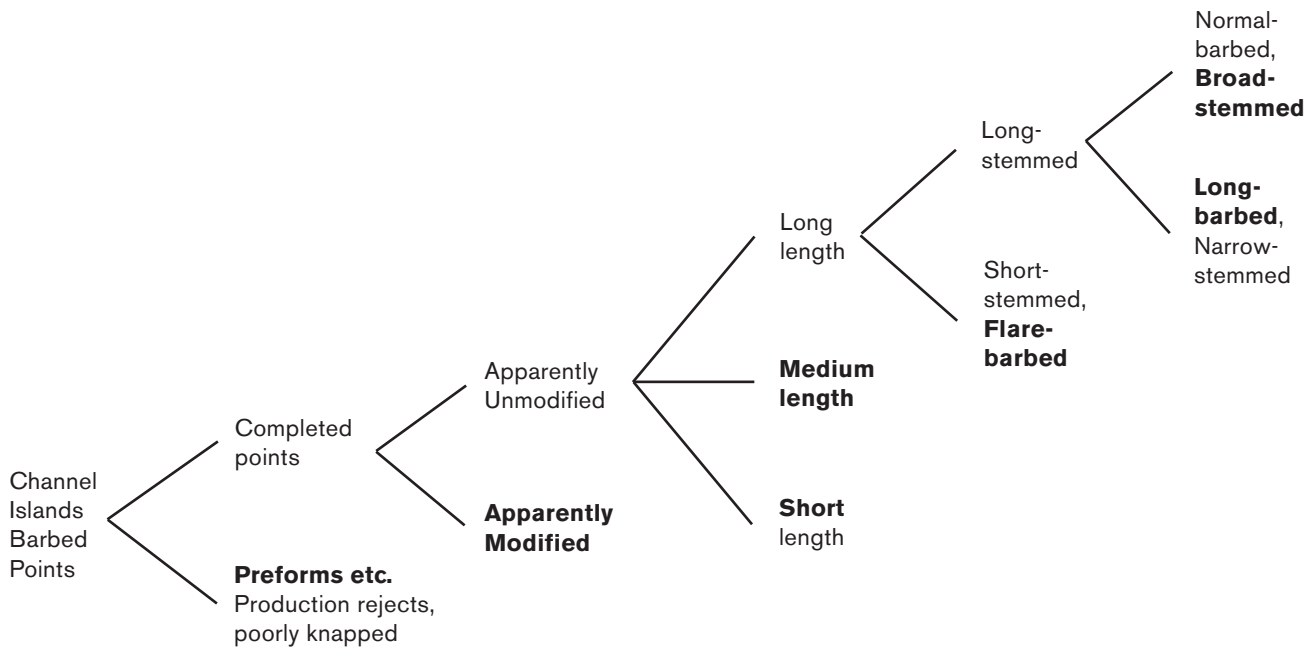 Channel
Islands
Barbed
Points
Completed
points
Preforms etc.
Production rejects,
poorly knapped
Apparently
Unmodified
Apparently
Modified
Long
length
Medium
length
Short
length
Long-
stemmed
Short-
stemmed,
Flare-
barbed
Normal-
barbed,
Broad-
stemmed
Long-
barbed,
Narrow-
stemmed